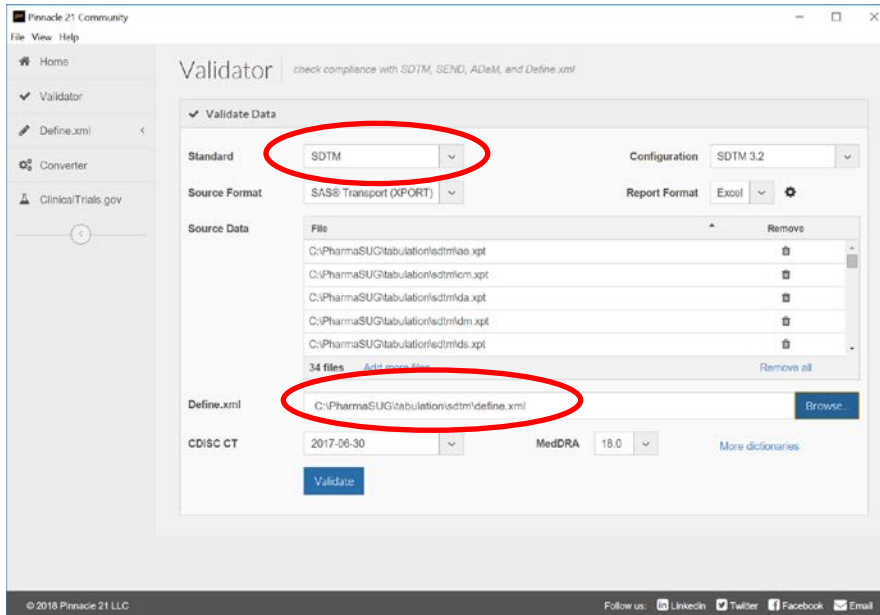 Pinnacle 21 Community
File View Help
Home
Validator
Define.xml
Converter
ClinicalTrials.gov
Validator check compliance with SDTM, SEND, ADaM, and Define.xml
Validate Data
Standard SDTM Configuration SDTM 3.2
Source Format SAS® Transport (XPORT) Report Format Excel
Source Data File Remove
C:\PharmaSUG\tabulation\sdtm\ae.xpt
C:\PharmaSUG\tabulation\sdtm\cm.xpt
C:\PharmaSUG\tabulation\sdtm\da.xpt
C:\PharmaSUG\tabulation\sdtm\dm.xpt
C:\PharmaSUG\tabulation\sdtm\ds.xpt
34 files Add more files Remove all
Define.xml C:\PharmaSUG\tabulation\sdtm\define.xml Browse...
CDISC CT 2017-06-30 MedDRA 18.0 More dictionaries
Validate
© 2018 Pinnacle 21 LLC Follow us: LinkedIn Twitter Facebook Email